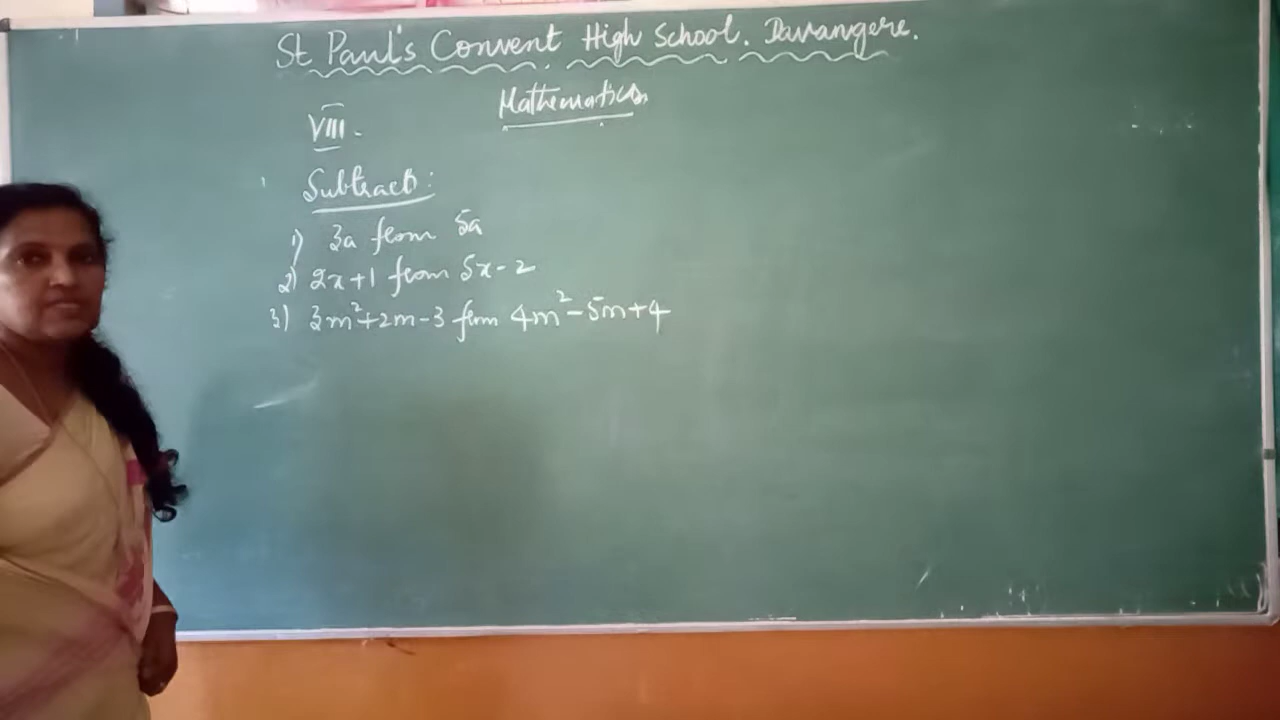 St Paul's Convent High School. Davangere.
Mathematics
VIII.
Subtract:
1) 3a from 5a
2) 2x+1 from 5x-2
3) 3m²+2m-3 from 4m²-5m+4